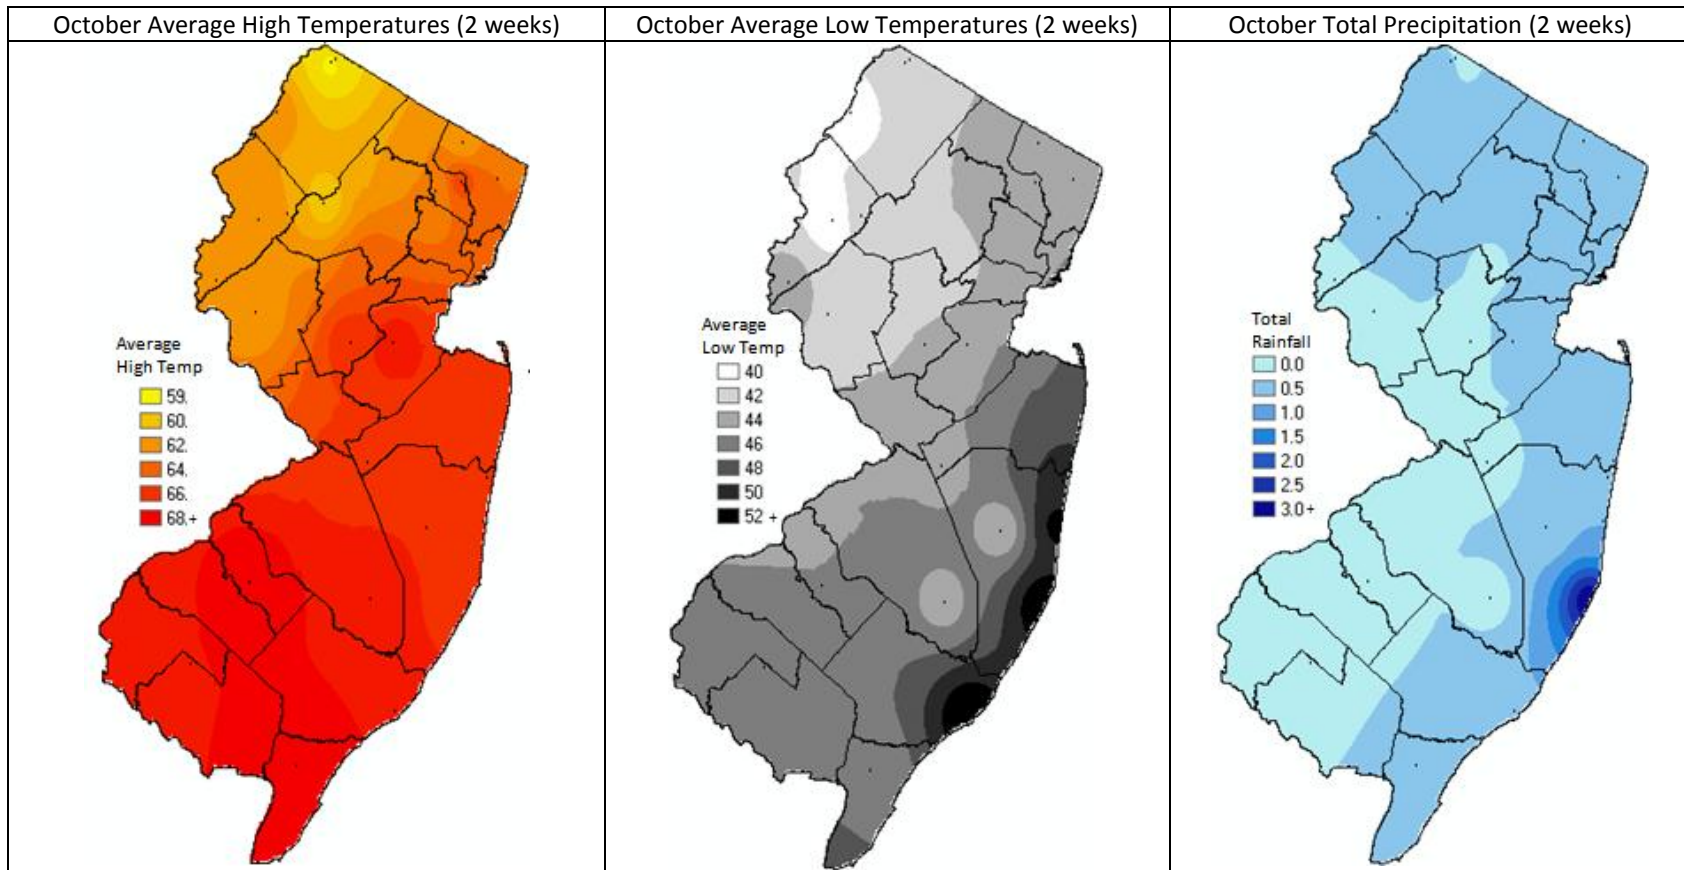 October Average High Temperatures (2 weeks)
October Average Low Temperatures (2 weeks)
October Total Precipitation (2 weeks)
Average
High Temp
59.
60.
62.
64.
66.
68.+
Average
Low Temp
40
42
44
46
48
50
52 +
Total
Rainfall
0.0
0.5
1.0
1.5
2.0
2.5
3.0+